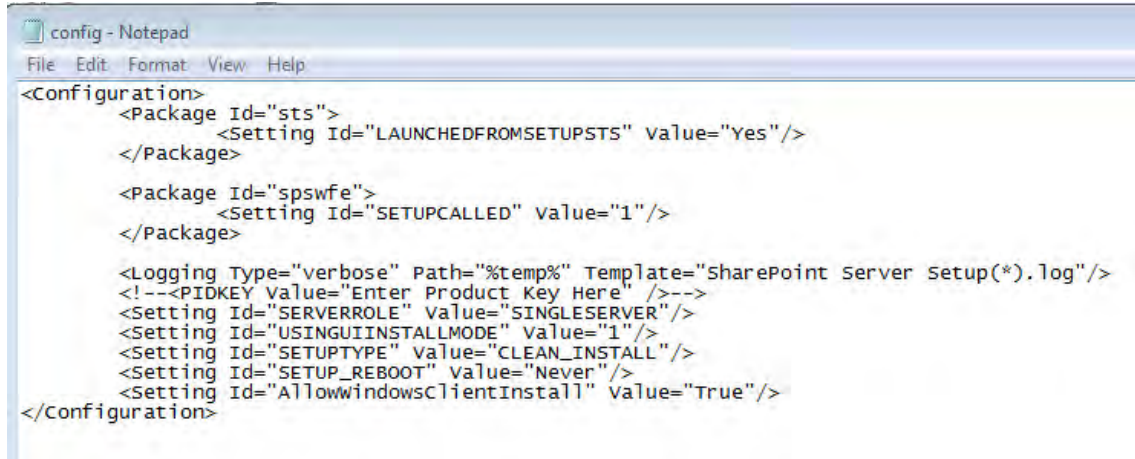 config - Notepad
File Edit Format View Help
<Configuration>
<Package Id="sts">
<Setting Id="LAUNCHEDFROMSETUPSTS" Value="Yes"/>
</Package>
<Package Id="spswfe">
<Setting Id="SETUPCALLED" Value="1"/>
</Package>
<Logging Type="verbose" Path="%temp%" Template="SharePoint Server Setup(*).log"/>
<!--<PIDKEY Value="Enter Product Key Here" />-->
<Setting Id="SERVERROLE" Value="SINGLESERVER"/>
<Setting Id="USINGUIINSTALLMODE" Value="1"/>
<Setting Id="SETUPTYPE" Value="CLEAN_INSTALL"/>
<Setting Id="SETUP_REBOOT" Value="Never"/>
<Setting Id="AllowWindowsClientInstall" Value="True"/>
</Configuration>